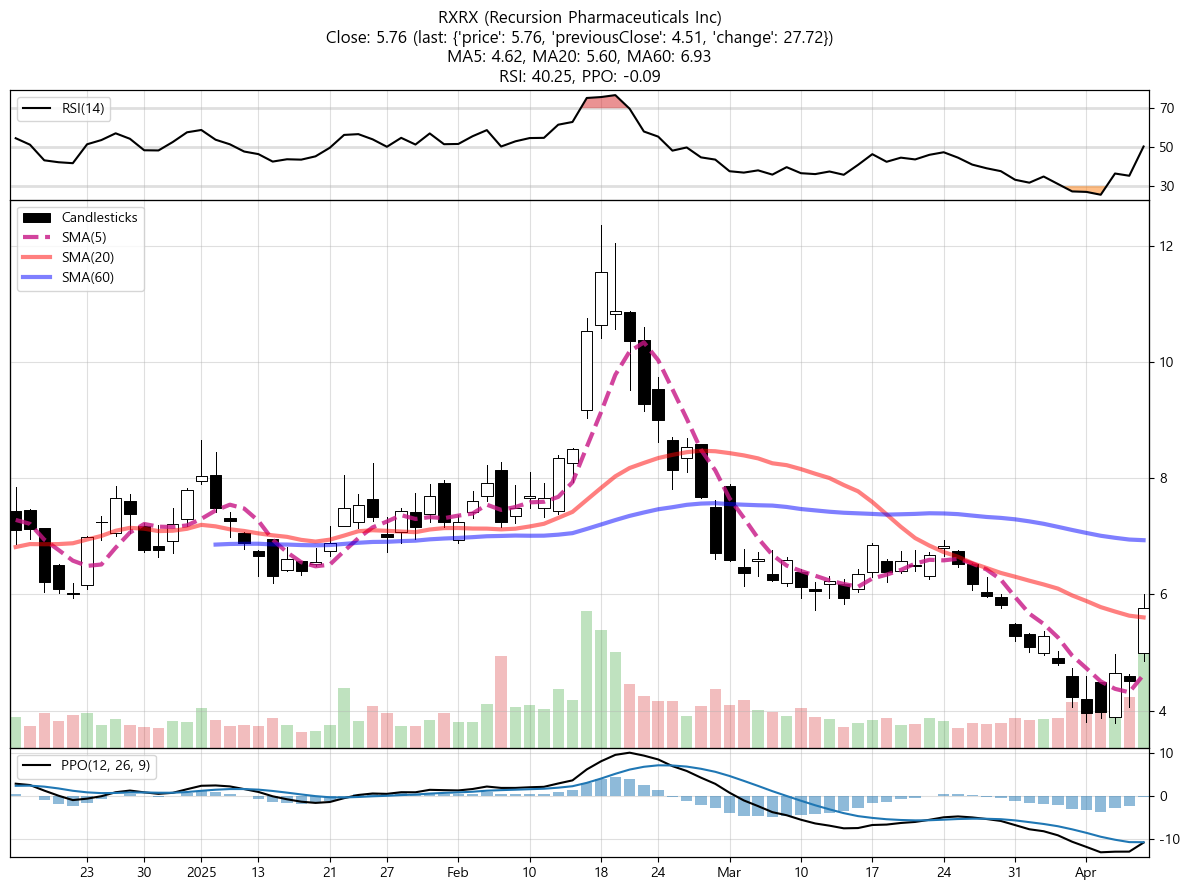 RXRX (Recursion Pharmaceuticals Inc)
Close: 5.76 (last: {'price': 5.76, 'previousClose': 4.51, 'change': 27.72})
MA5: 4.62, MA20: 5.60, MA60: 6.93
RSI: 40.25, PPO: -0.09
RSI(14)
70
50
30
Candlesticks
SMA(5)
SMA(20)
SMA(60)
12
10
8
6
4
PPO(12, 26, 9)
10
0
-10
23 30 2025 13 21 27 Feb 10 18 24 Mar 10 17 24 31 Apr